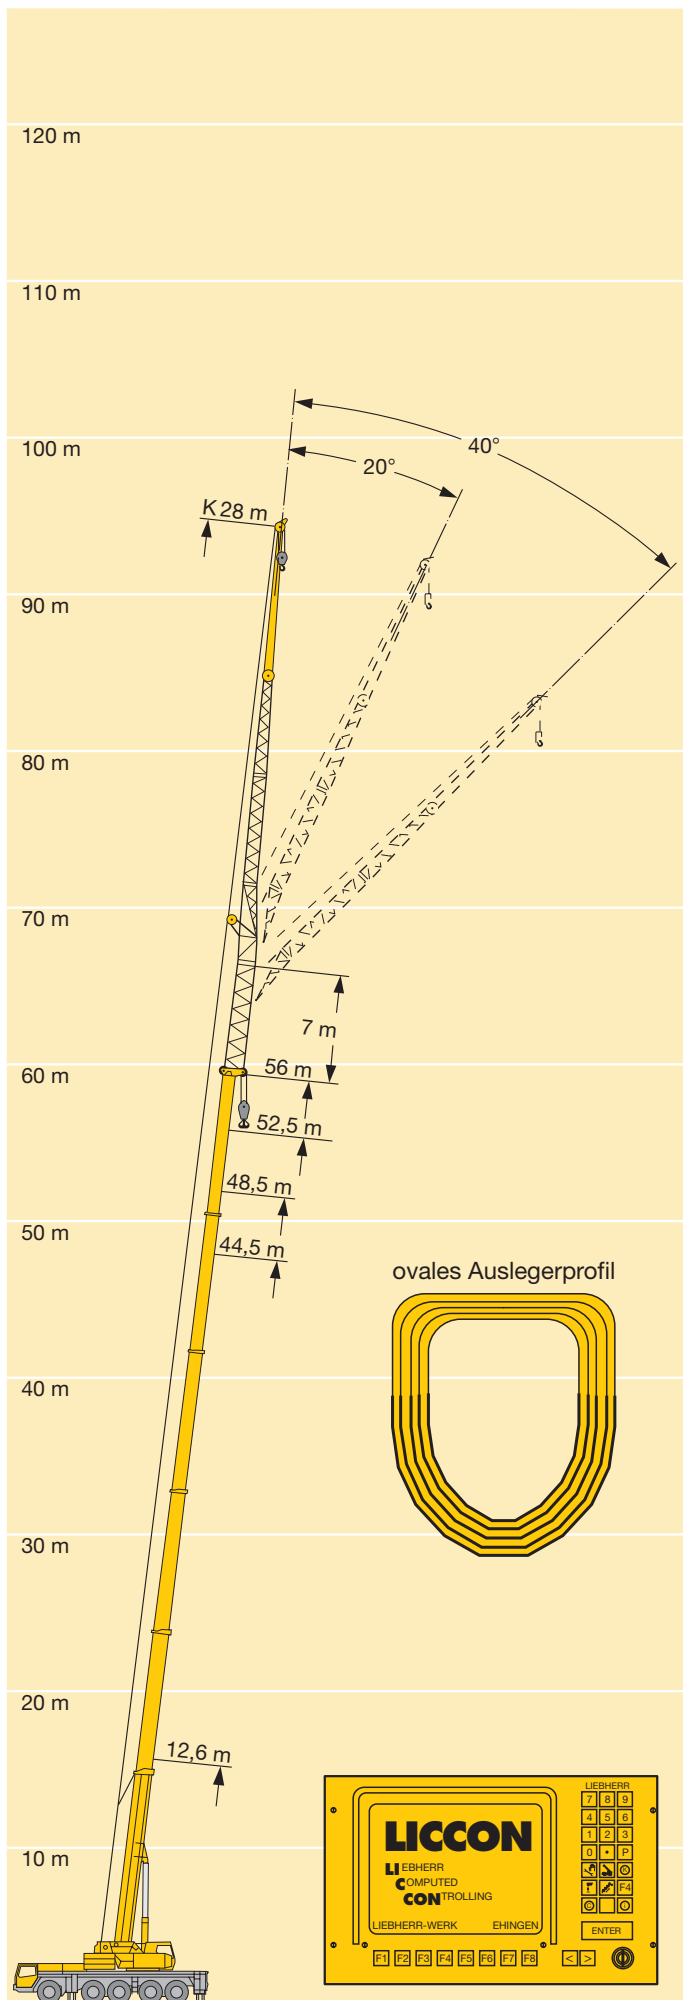 120 m
110 m
100 m
40°
20°
K 28 m
90 m
80 m
70 m
7 m
60 m
56 m
52,5 m
48,5 m
50 m
44,5 m
ovales Auslegerprofil
40 m
30 m
20 m
12,6 m
10 m
LIEBHERR
7 8 9
4 5 6
1 2 3
0 • P
F4
ENTER
LICCON
LIEBHERR
COMPUTED
CONTROLLING
LIEBHERR-WERK EHINGEN
F1 F2 F3 F4 F5 F6 F7 F8 < >